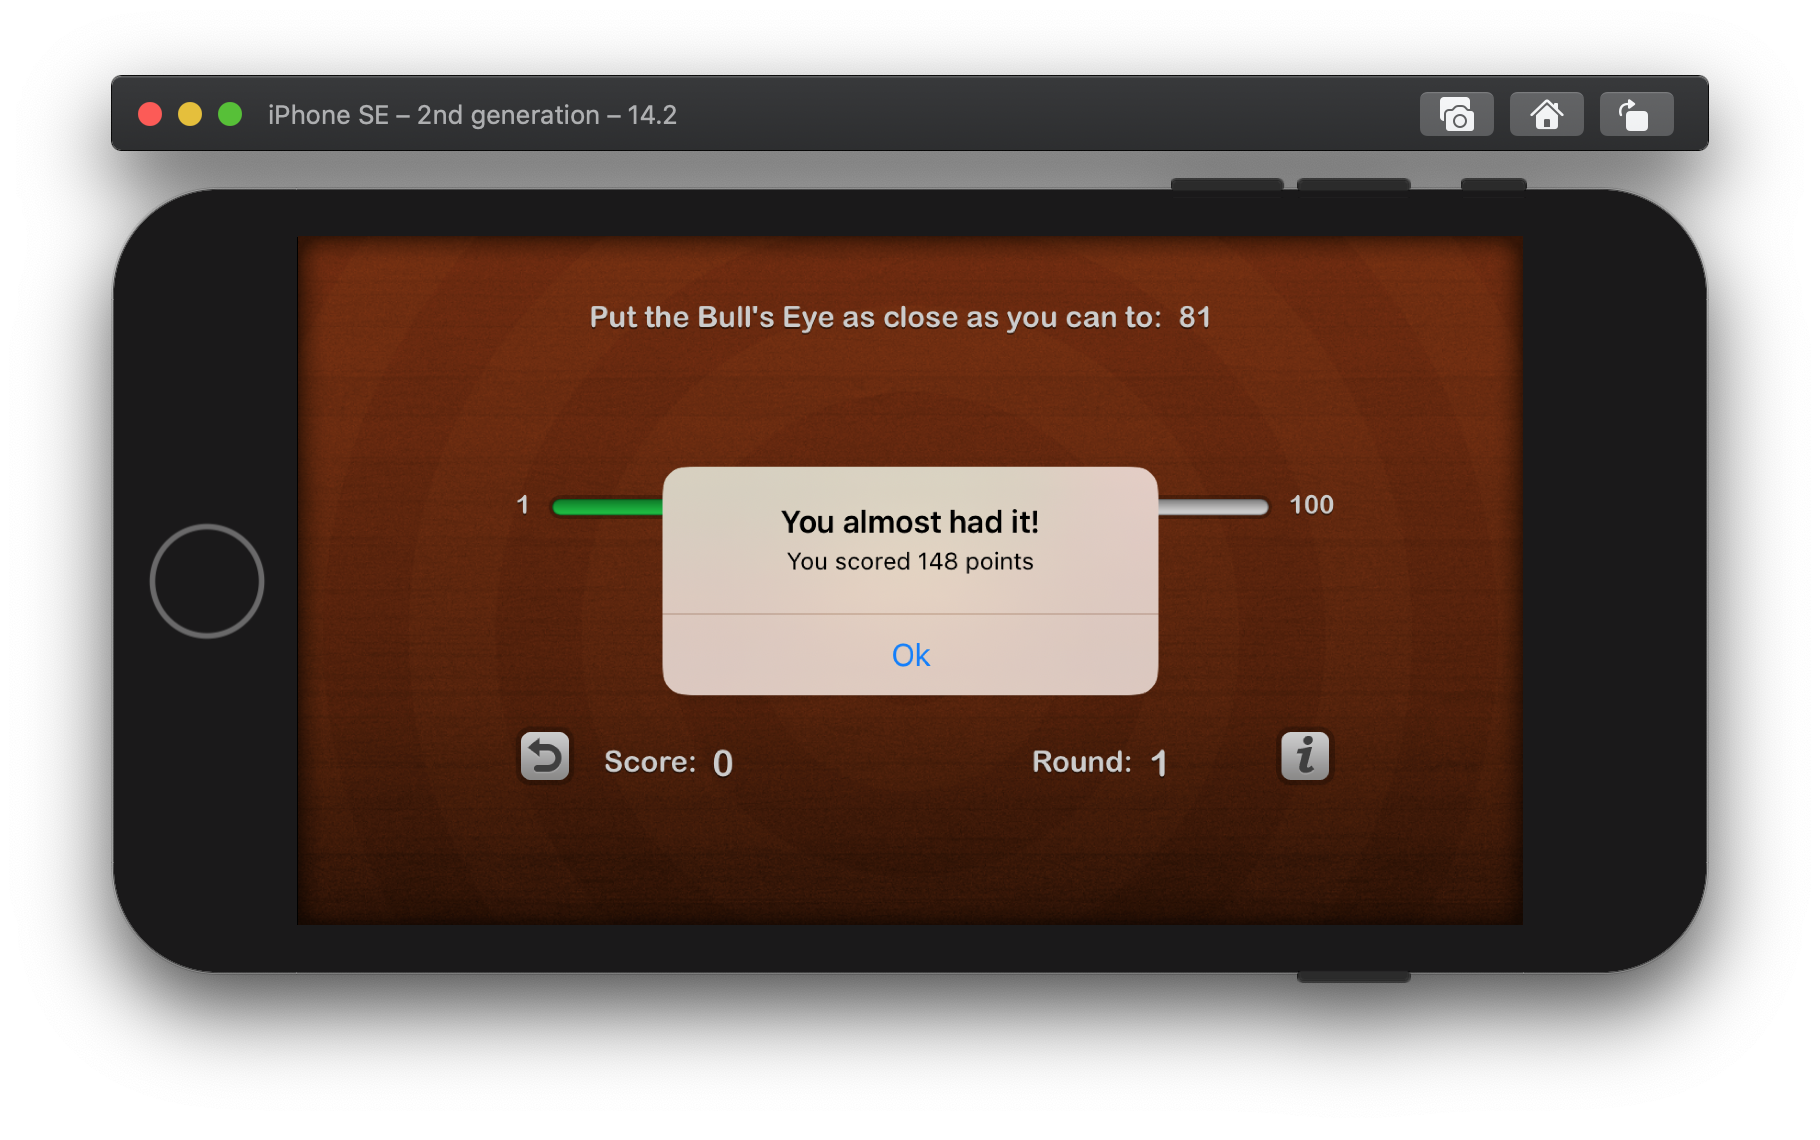 iPhone SE – 2nd generation – 14.2
Put the Bull's Eye as close as you can to: 81
1 100
You almost had it!
You scored 148 points
Ok
Score: 0 Round: 1 i